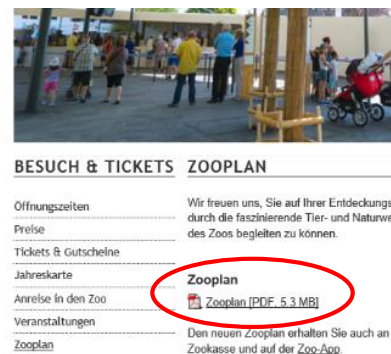 BESUCH & TICKETS
Öffnungszeiten
Preise
Tickets & Gutscheine
Jahreskarte
Anreise in den Zoo
Veranstaltungen
Zooplan
ZOOPLAN
Wir freuen uns, Sie auf Ihrer Entdeckungs
durch die faszinierende Tier- und Naturwe
des Zoos begleiten zu können.
Zooplan
Zooplan [PDF, 5.3 MB]
Den neuen Zooplan erhalten Sie auch an
Zookasse und auf der Zoo-App.